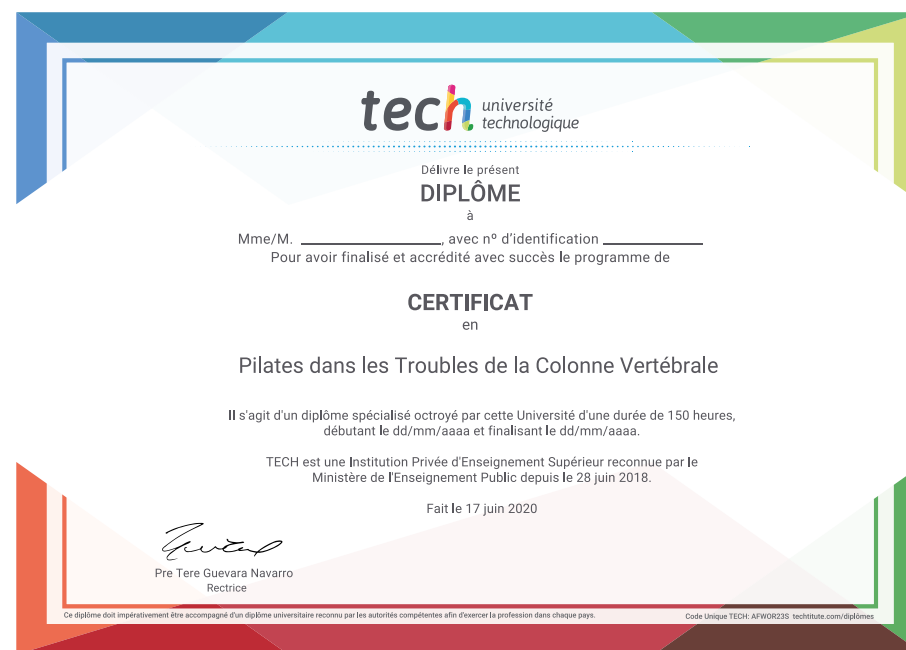 tech université
technologique
Délivre le présent
DIPLÔME
à
Mme/M. ____________________, avec nº d'identification ______________
Pour avoir finalisé et accrédité avec succès le programme de
CERTIFICAT
en
Pilates dans les Troubles de la Colonne Vertébrale
Il s'agit d'un diplôme spécialisé octroyé par cette Université d'une durée de 150 heures,
débutant le dd/mm/aaaa et finalisant le dd/mm/aaaa.
TECH est une Institution Privée d'Enseignement Supérieur reconnue par le
Ministère de l'Enseignement Public depuis le 28 juin 2018.
Fait le 17 juin 2020
Pre Tere Guevara Navarro
Rectrice
Ce diplôme doit impérativement être accompagné d'un diplôme universitaire reconnu par les autorités compétentes afin d'exercer la profession dans chaque pays.
Code Unique TECH: AFWOR23S techtitute.com/diplômes